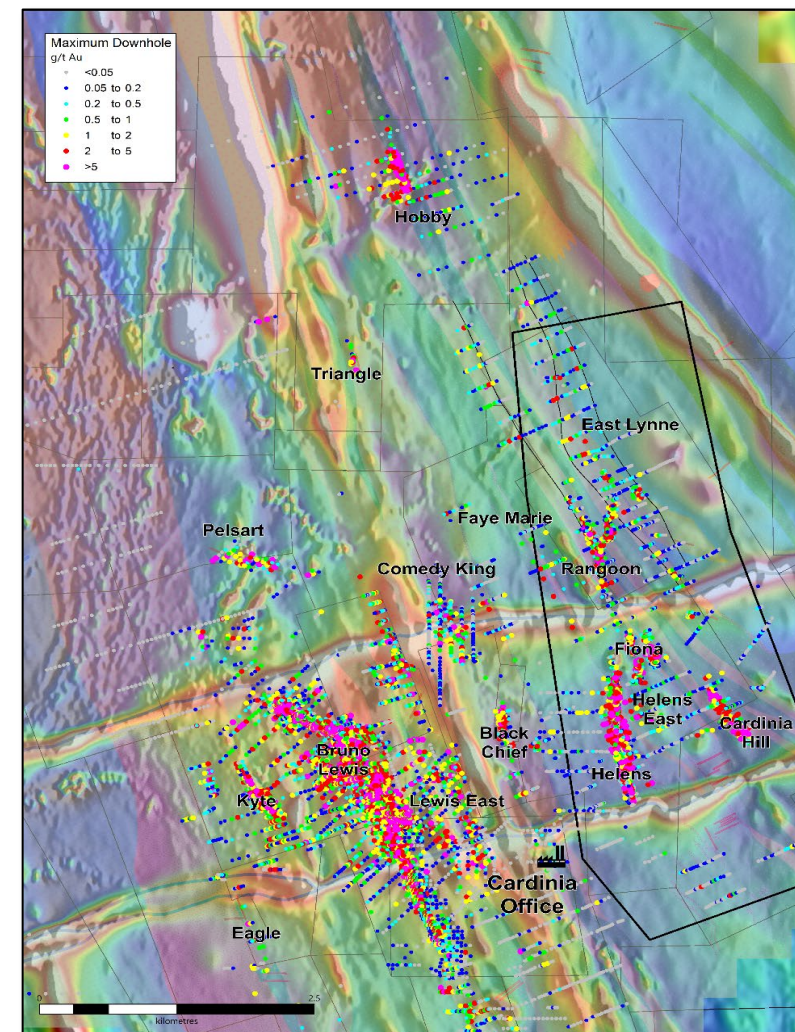 Maximum Downhole
g/t Au
<0.05
0.05 to 0.2
0.2 to 0.5
0.5 to 1
1 to 2
2 to 5
>5
Hobby
Triangle
East Lynne
Faye Marie
Pelsart
Comedy King
Rangoon
Fiona
Helens
East
Cardinia
Hill
Black
Chief
Bruno
Lewis
Helens
Kyte
Lewis East
Cardinia
Office
Eagle
0
2.5
kilometres